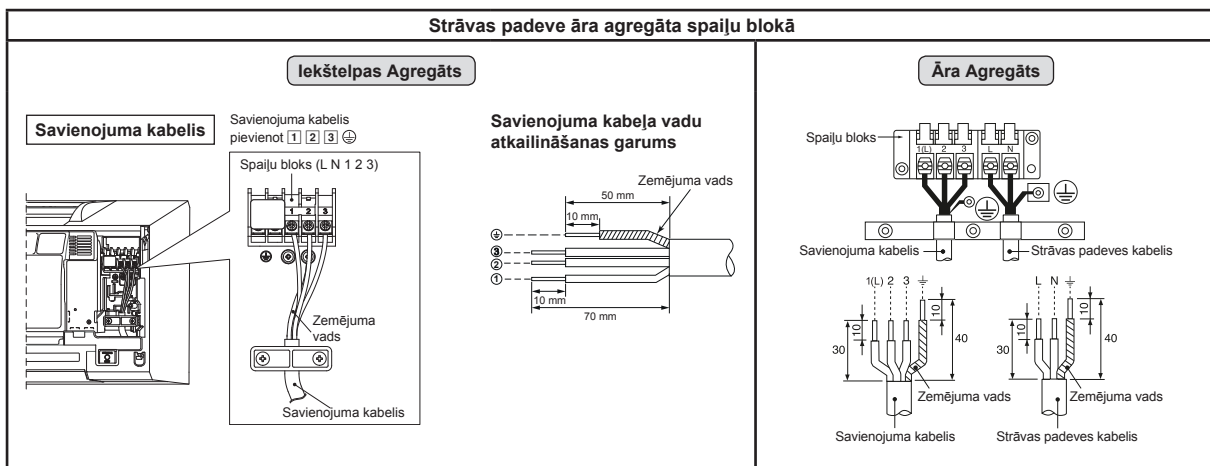 Strāvas padeve āra agregāta spaiļu blokā
Iekštelpas Agregāts
Savienojuma kabelis
Savienojuma kabelis
pievienot 1 2 3 ⏚
Spaiļu bloks (L N 1 2 3)
1 2 3
Zemējuma
vads
Savienojuma kabelis
Savienojuma kabeļa vadu
atkailināšanas garums
Zemējuma vads
50 mm
10 mm
⏚
③
②
①
10 mm
70 mm
Āra Agregāts
Spaiļu bloks
1(L) 2 3 L N
⏚ ⏚
Savienojuma kabelis
Strāvas padeves kabelis
1(L) 2 3 ⏚
10
10
30
40
Zemējuma vads
Savienojuma kabelis
L N ⏚
10
10
30
40
Zemējuma vads
Strāvas padeves kabelis